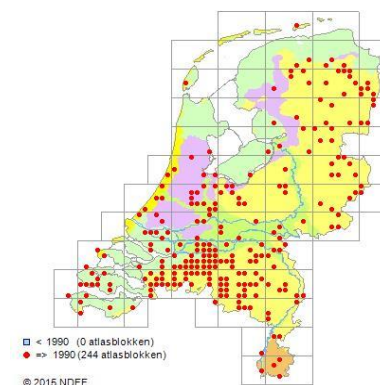 < 1990 (0 atlasblokken)
=> 1990 (244 atlasblokken)
© 2015 NDFF